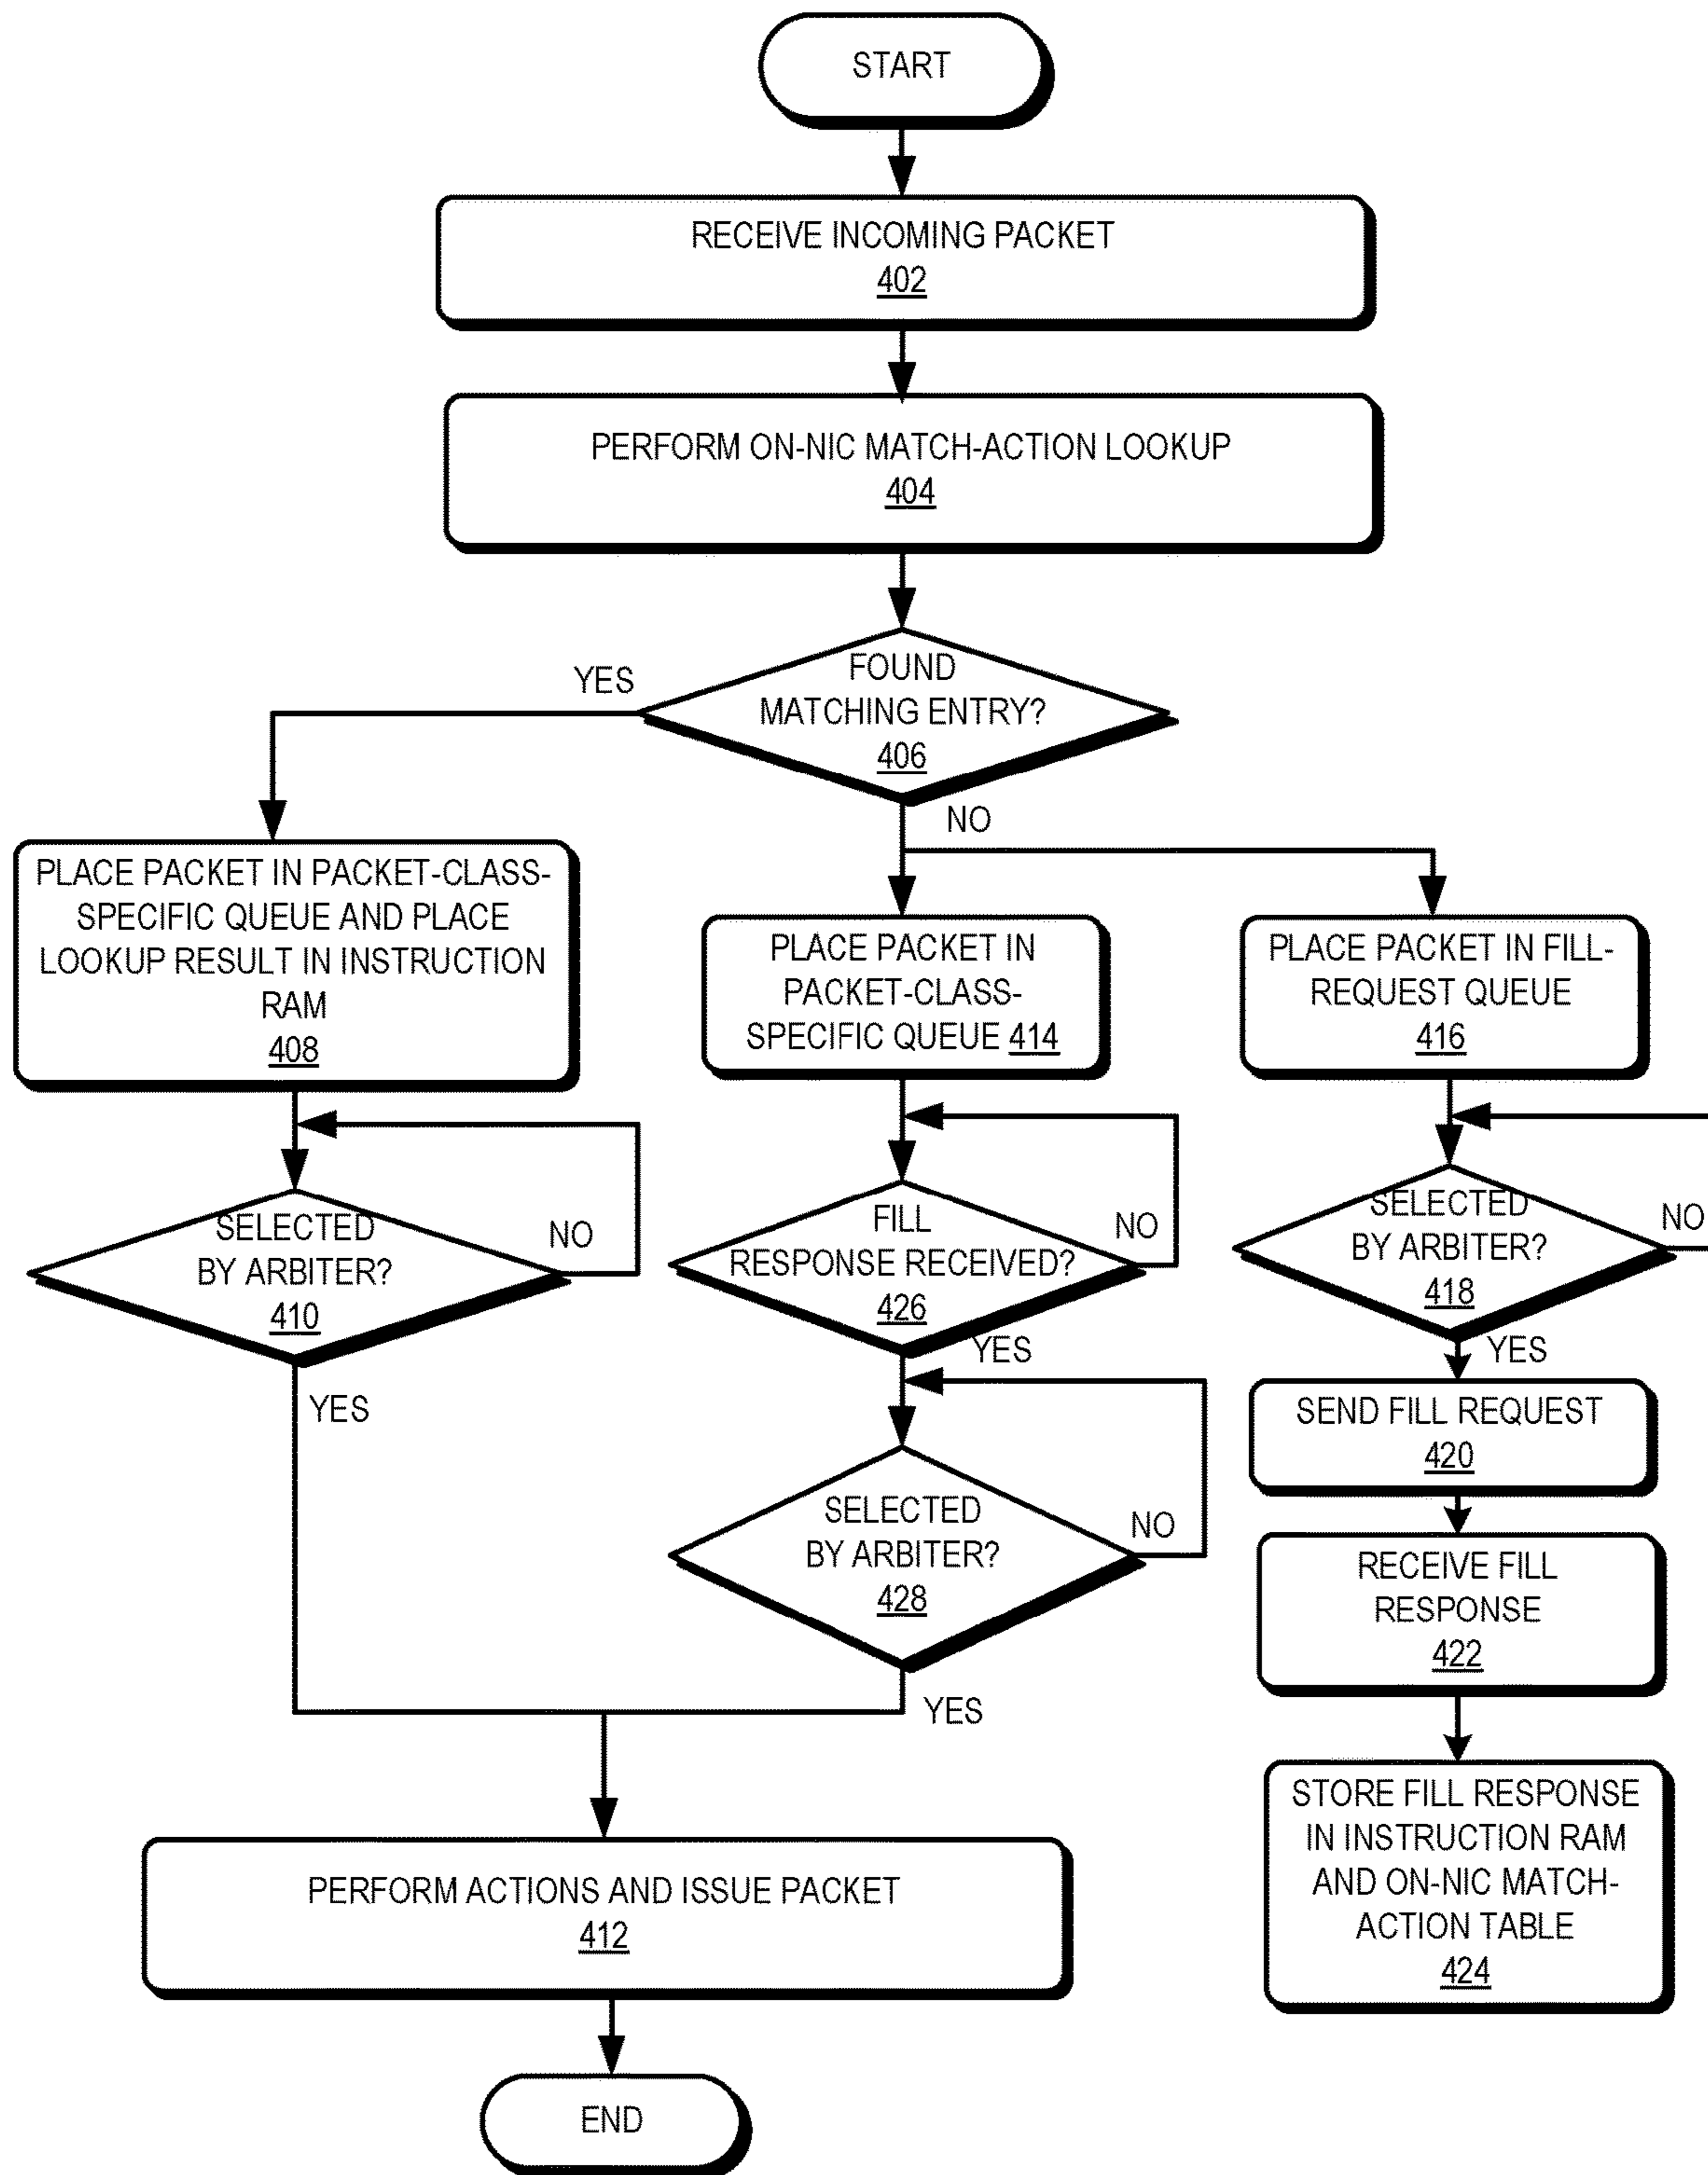 START
RECEIVE INCOMING PACKET
402
PERFORM ON-NIC MATCH-ACTION LOOKUP
404
FOUND
MATCHING ENTRY?
406
YES
NO
PLACE PACKET IN PACKET-CLASS-
SPECIFIC QUEUE AND PLACE
LOOKUP RESULT IN INSTRUCTION
RAM
408
SELECTED
BY ARBITER?
410
NO
YES
PLACE PACKET IN
PACKET-CLASS-
SPECIFIC QUEUE 414
FILL
RESPONSE RECEIVED?
426
NO
YES
SELECTED
BY ARBITER?
428
NO
YES
PLACE PACKET IN FILL-
REQUEST QUEUE
416
SELECTED
BY ARBITER?
418
NO
YES
SEND FILL REQUEST
420
RECEIVE FILL
RESPONSE
422
STORE FILL RESPONSE
IN INSTRUCTION RAM
AND ON-NIC MATCH-
ACTION TABLE
424
PERFORM ACTIONS AND ISSUE PACKET
412
END